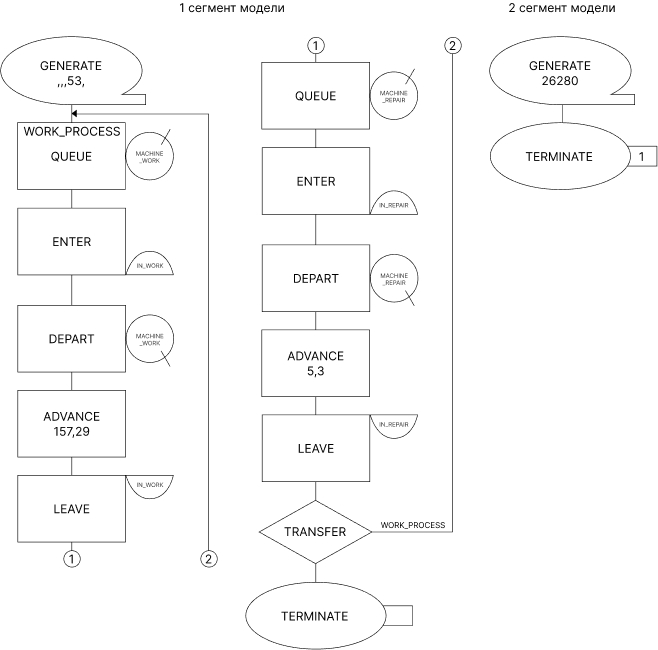 1 сегмент модели
GENERATE
,,,53,
WORK_PROCESS
QUEUE
MACHINE
_WORK
ENTER
IN_WORK
DEPART
MACHINE
_WORK
ADVANCE
157,29
LEAVE
IN_WORK
1
2
1
QUEUE
MACHINE
_REPAIR
ENTER
IN_REPAIR
DEPART
MACHINE
_REPAIR
ADVANCE
5,3
LEAVE
IN_REPAIR
TRANSFER
WORK_PROCESS
TERMINATE
2
2 сегмент модели
GENERATE
26280
TERMINATE
1